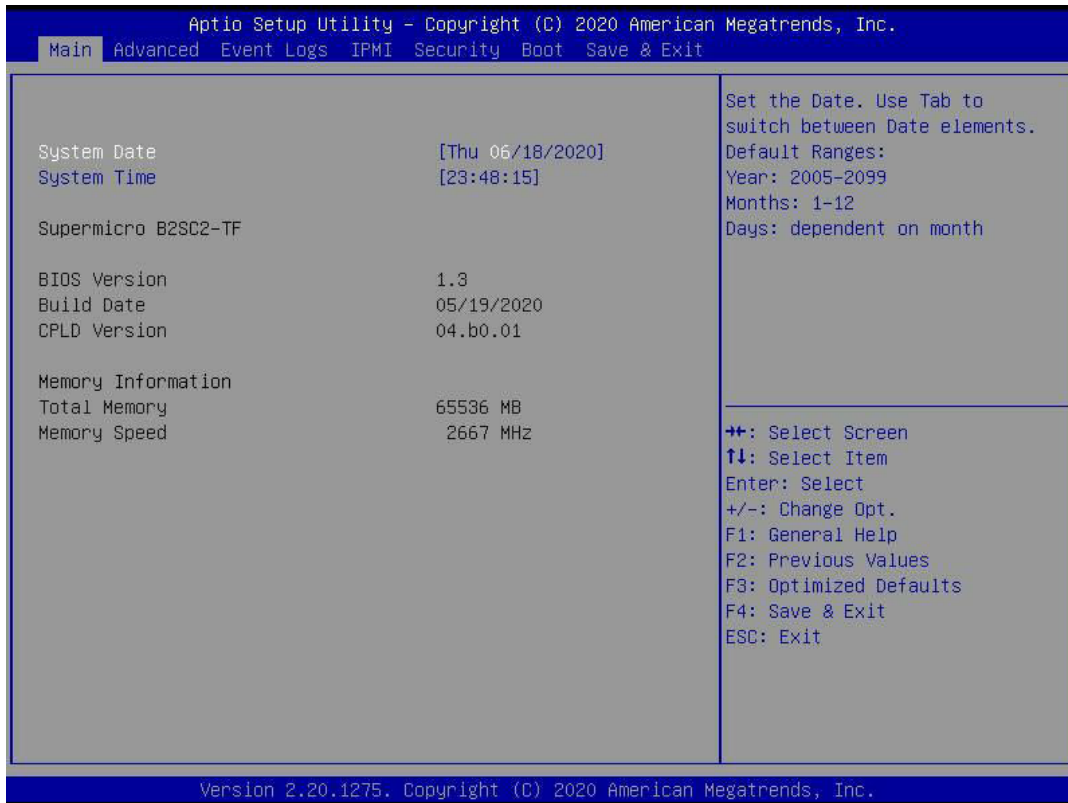 Aptio Setup Utility – Copyright (C) 2020 American Megatrends, Inc.
Main Advanced Event Logs IPMI Security Boot Save & Exit
System Date [Thu 06/18/2020]
System Time [23:48:15]
Supermicro B2SC2-TF
BIOS Version 1.3
Build Date 05/19/2020
CPLD Version 04.b0.01
Memory Information
Total Memory 65536 MB
Memory Speed 2667 MHz
Set the Date. Use Tab to
switch between Date elements.
Default Ranges:
Year: 2005-2099
Months: 1-12
Days: dependent on month
→←: Select Screen
↑↓: Select Item
Enter: Select
+/-: Change Opt.
F1: General Help
F2: Previous Values
F3: Optimized Defaults
F4: Save & Exit
ESC: Exit
Version 2.20.1275. Copyright (C) 2020 American Megatrends, Inc.